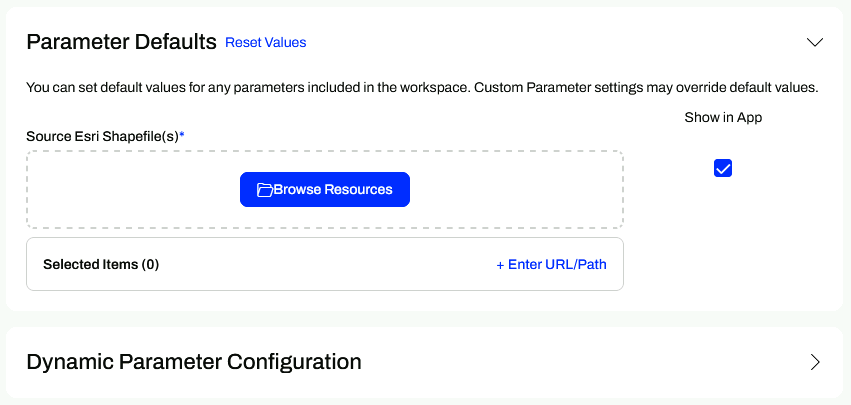 Parameter Defaults Reset Values
You can set default values for any parameters included in the workspace. Custom Parameter settings may override default values.
Show in App
Source Esri Shapefile(s)*
Browse Resources
Selected Items (0) + Enter URL/Path
Dynamic Parameter Configuration